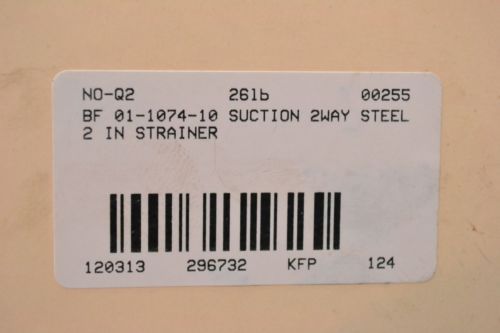 NO-Q2 261b 00255
BF 01-1074-10 SUCTION 2WAY STEEL
2 IN STRAINER
120313 296732 KFP 124